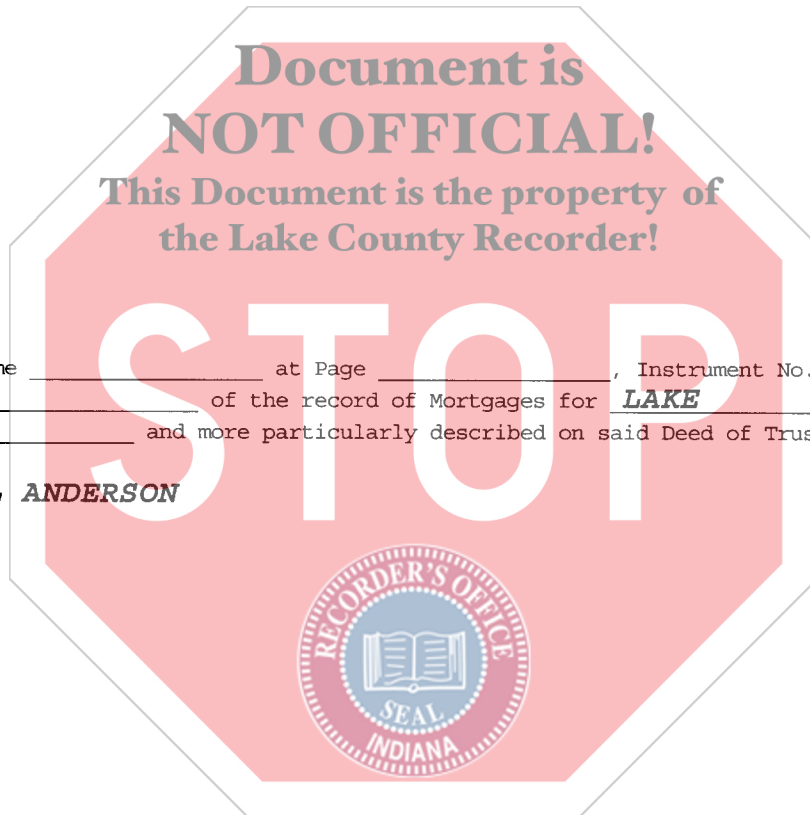 Document is
NOT OFFICIAL!
This Document is the property of
the Lake County Recorder!
STOP
at Page , Instrument No.
of the record of Mortgages for LAKE
and more particularly described on said Deed of
ANDERSON
RECORDER'S OFFICE
SEAL
INDIANA